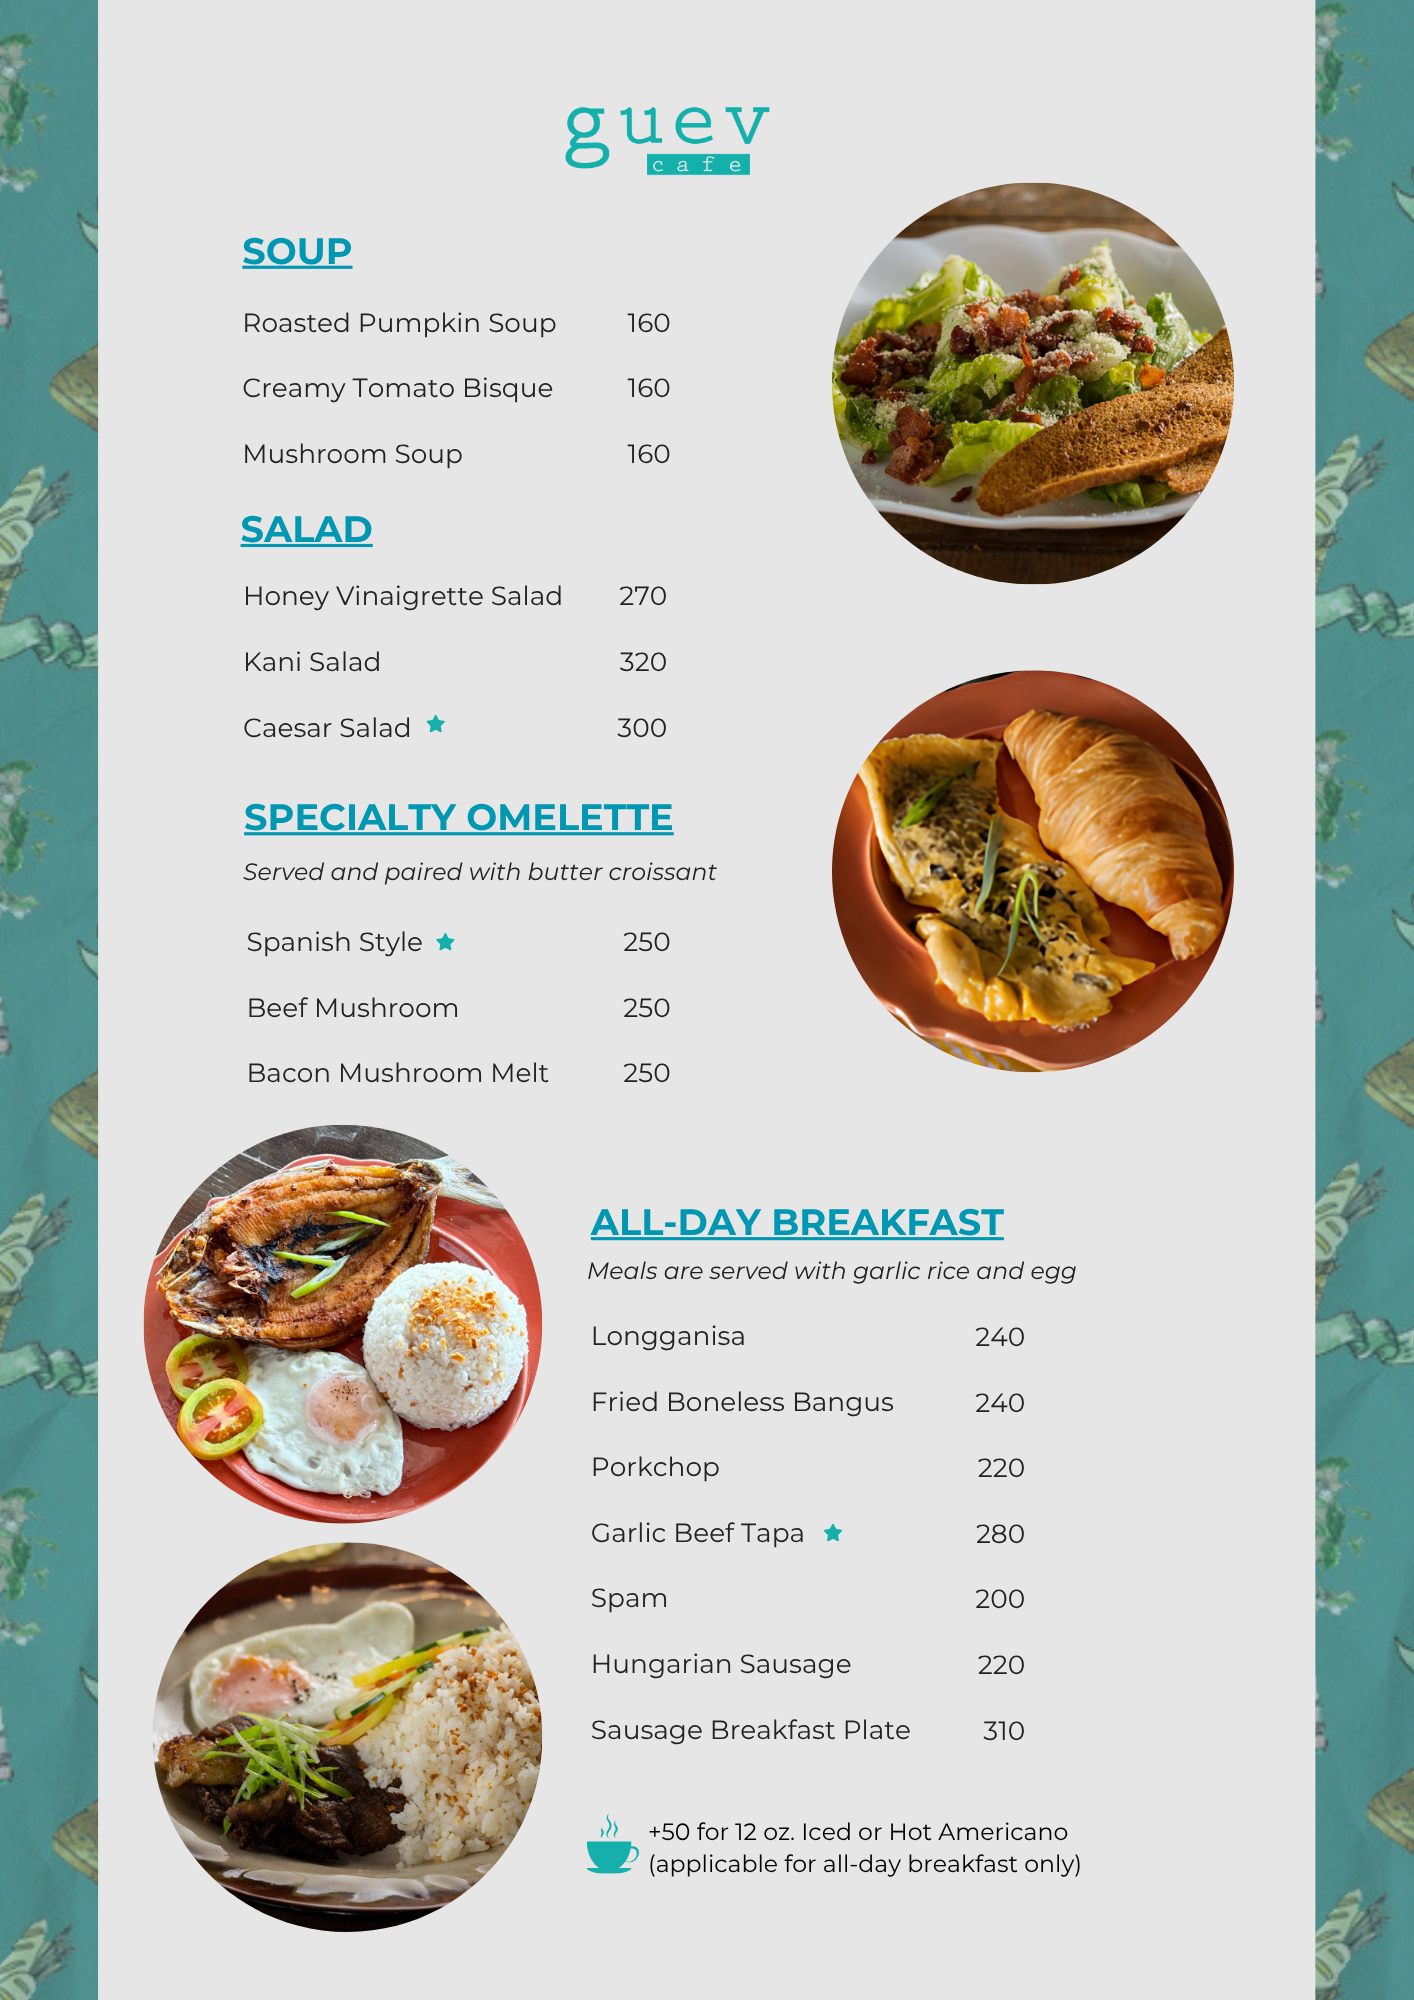 guev
cafe
SOUP
Roasted Pumpkin Soup 160
Creamy Tomato Bisque 160
Mushroom Soup 160
SALAD
Honey Vinaigrette Salad 270
Kani Salad 320
Caesar Salad ★ 300
SPECIALTY OMELETTE
Served and paired with butter croissant
Spanish Style ★ 250
Beef Mushroom 250
Bacon Mushroom Melt 250
ALL-DAY BREAKFAST
Meals are served with garlic rice and egg
Longganisa 240
Fried Boneless Bangus 240
Porkchop 220
Garlic Beef Tapa ★ 280
Spam 200
Hungarian Sausage 220
Sausage Breakfast Plate 310
+50 for 12 oz. Iced or Hot Americano
(applicable for all-day breakfast only)